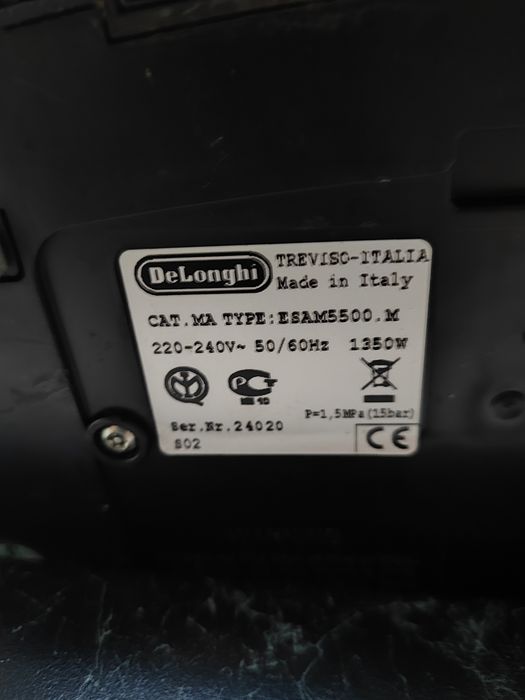 DeLonghi
TREVISO-ITALIA
Made in Italy
CAT.MA TYPE:ESAM5500.M
220-240V~ 50/60Hz 1350W
P=1,5MPa(15bar)
Ser.Nr.24020
S02
CE